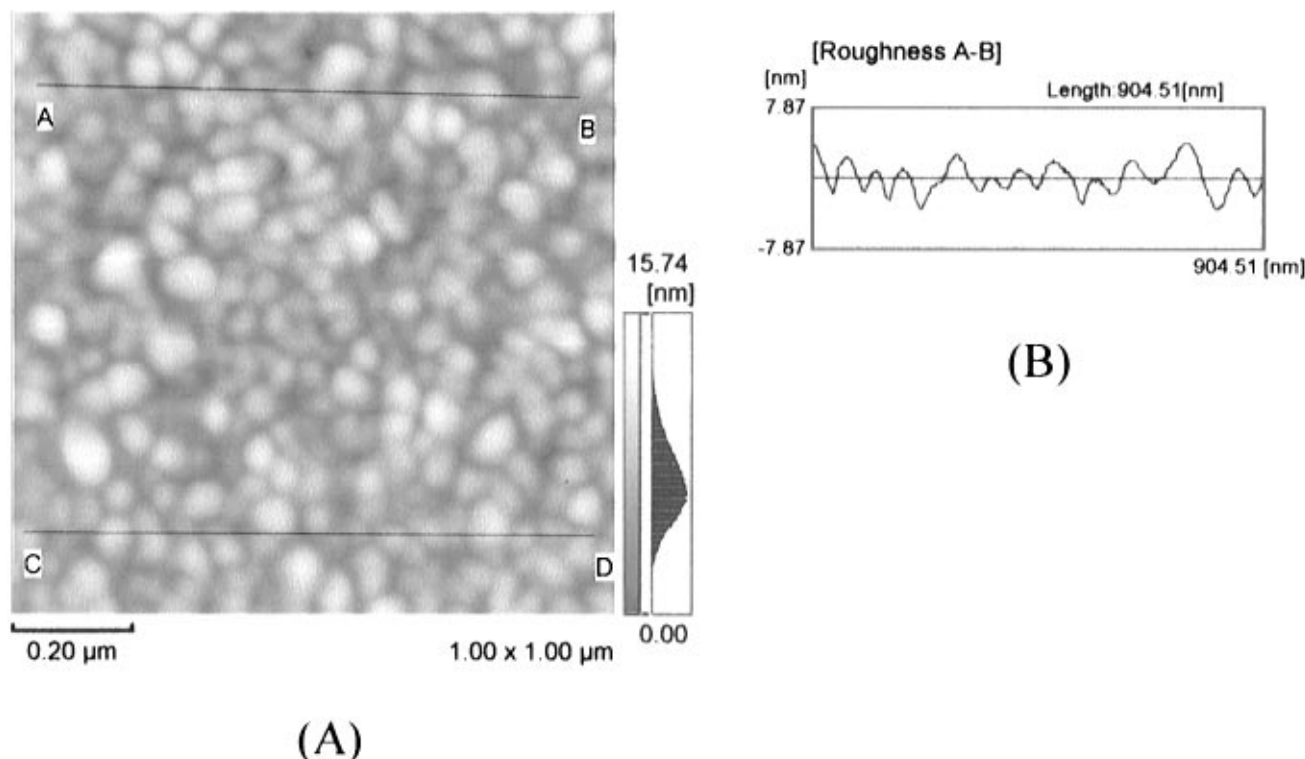 A
B
C
D
0.20 µm
1.00 x 1.00 µm
15.74
[nm]
0.00
(A)
[Roughness A-B]
[nm]
Length 904.51[nm]
7.87
-7.87
904 51 [nm]
(B)